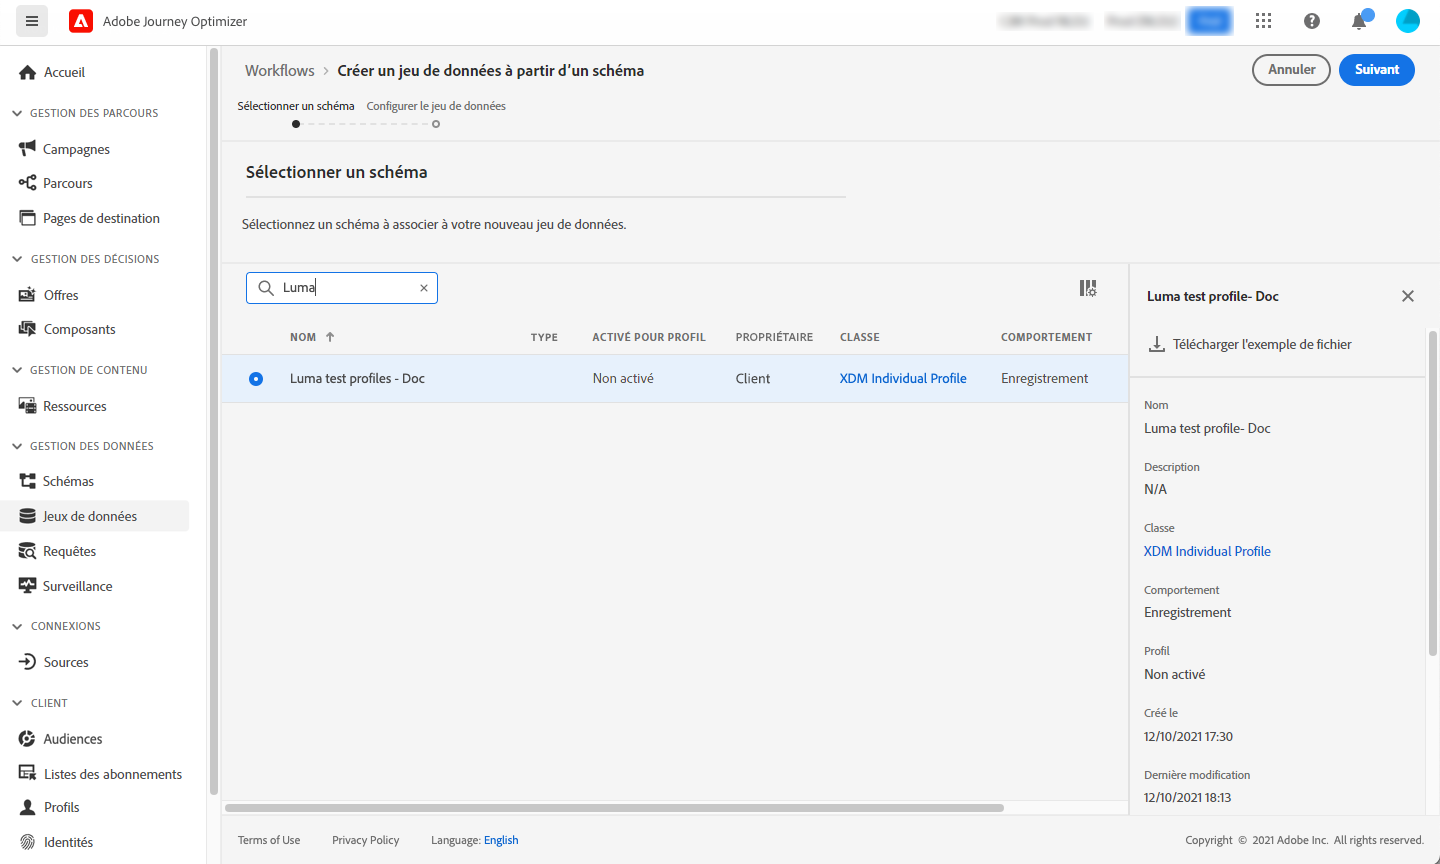 Adobe Journey Optimizer
Accueil
GESTION DES PARCOURS
Campagnes
Parcours
Pages de destination
GESTION DES DÉCISIONS
Offres
Composants
GESTION DE CONTENU
Ressources
GESTION DES DONNÉES
Schémas
Jeux de données
Requêtes
Surveillance
CONNEXIONS
Sources
CLIENT
Audiences
Listes des abonnements
Profils
Identités
Workflows › Créer un jeu de données à partir d'un schéma
Annuler
Suivant
Sélectionner un schéma
Configurer le jeu de données
Sélectionner un schéma
Sélectionnez un schéma à associer à votre nouveau jeu de données.
Luma
NOM ↑ TYPE ACTIVÉ POUR PROFIL PROPRIÉTAIRE CLASSE COMPORTEMENT
Luma test profiles - Doc Non activé Client XDM Individual Profile Enregistrement
Luma test profile- Doc
Télécharger l'exemple de fichier
Nom
Luma test profile- Doc
Description
N/A
Classe
XDM Individual Profile
Comportement
Enregistrement
Profil
Non activé
Créé le
12/10/2021 17:30
Dernière modification
12/10/2021 18:13
Terms of Use
Privacy Policy
Language: English
Copyright © 2021 Adobe Inc. All rights reserved.